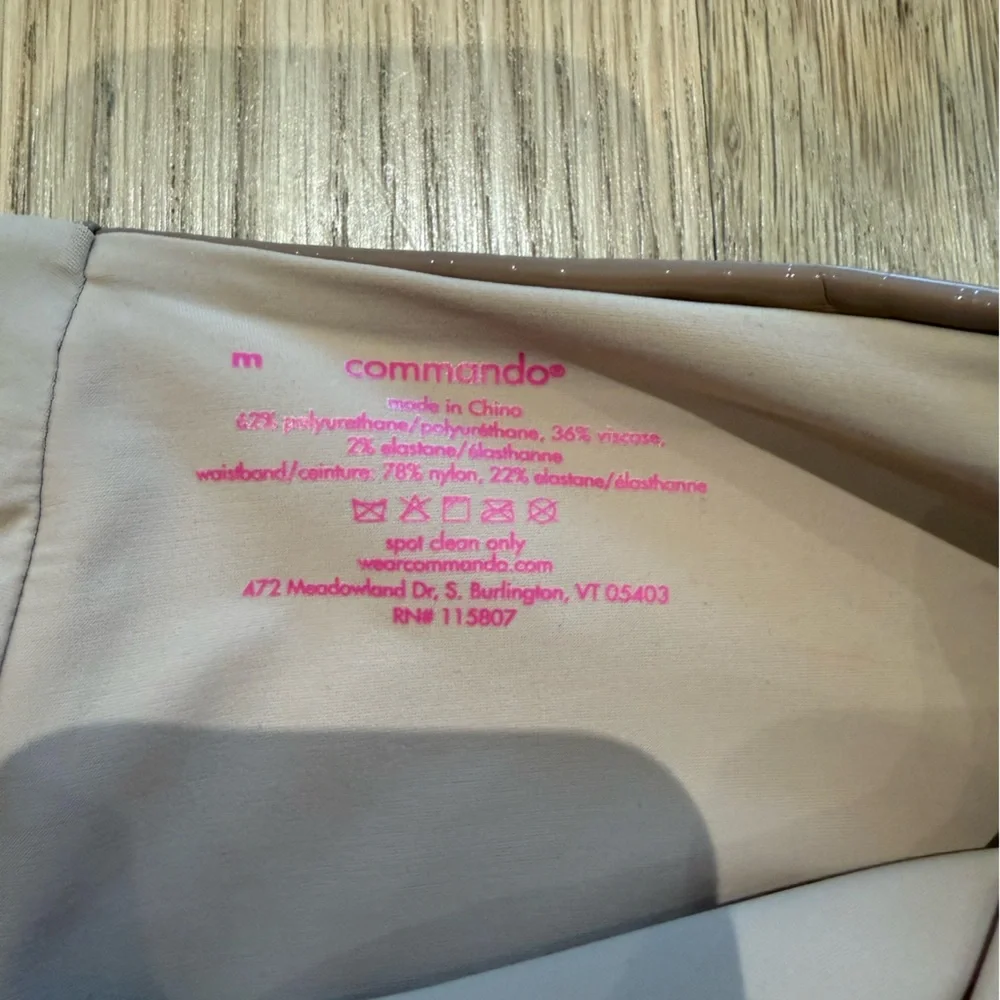 m commando®
made in China
62% polyurethane/polyuréthane, 36% viscose,
2% elastane/élasthanne
waistband/ceinture: 78% nylon, 22% elastane/élasthanne
spot clean only
wearcommando.com
472 Meadowland Dr, S. Burlington, VT 05403
RN# 115807